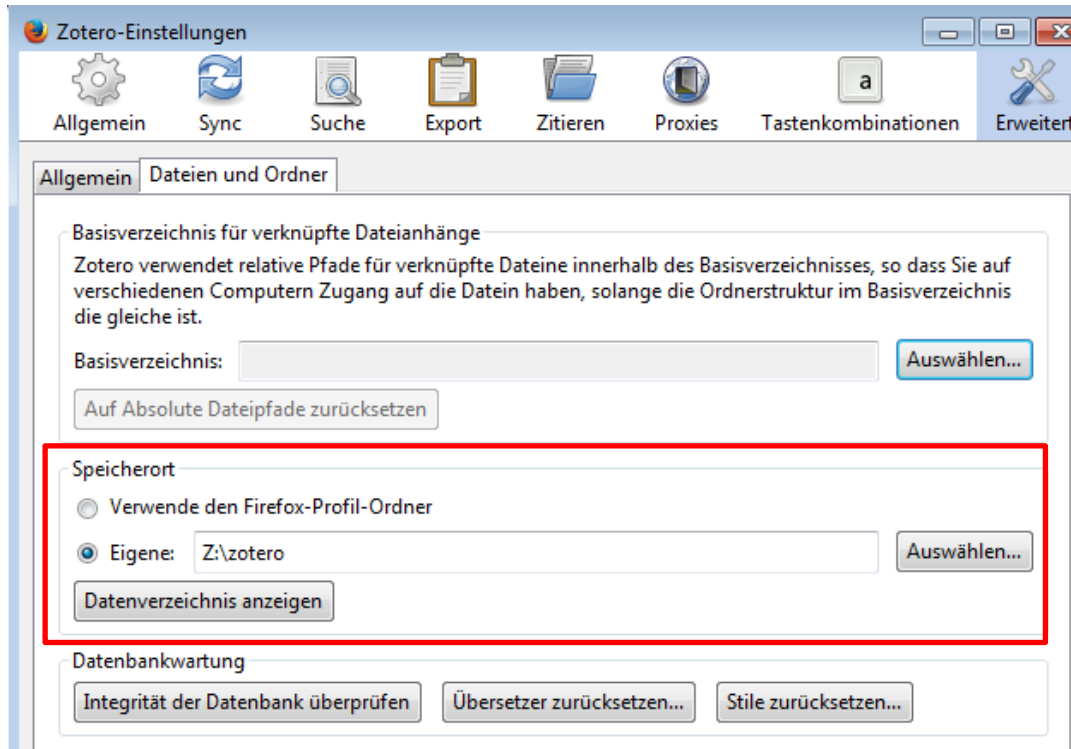 Zotero-Einstellungen
Allgemein Sync Suche Export Zitieren Proxies a Tastenkombinationen Erweitert
Allgemein Dateien und Ordner
Basisverzeichnis für verknüpfte Dateianhänge
Zotero verwendet relative Pfade für verknüpfte Dateine innerhalb des Basisverzeichnisses, so dass Sie auf
verschiedenen Computern Zugang auf die Datein haben, solange die Ordnerstruktur im Basisverzeichnis
die gleiche ist.
Basisverzeichnis: Auswählen...
Auf Absolute Dateipfade zurücksetzen
Speicherort
Verwende den Firefox-Profil-Ordner
Eigene: Z:\zotero Auswählen...
Datenverzeichnis anzeigen
Datenbankwartung
Integrität der Datenbank überprüfen Übersetzer zurücksetzen... Stile zurücksetzen...